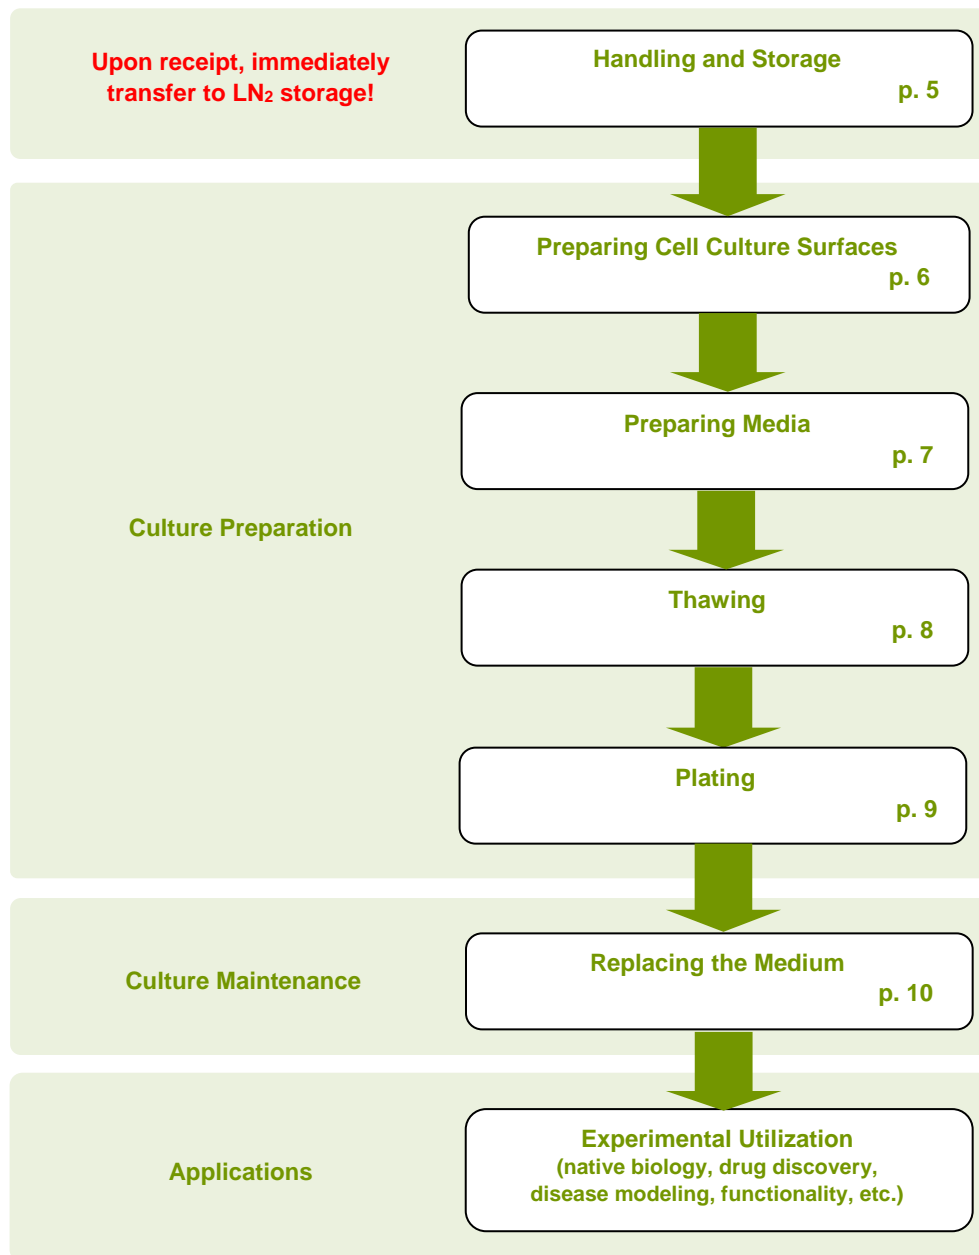 Upon receipt, immediately
transfer to LN₂ storage!
Handling and Storage
p. 5
Preparing Cell Culture Surfaces
p. 6
Preparing Media
p. 7
Culture Preparation
Thawing
p. 8
Plating
p. 9
Culture Maintenance
Replacing the Medium
p. 10
Applications
Experimental Utilization
(native biology, drug discovery,
disease modeling, functionality, etc.)